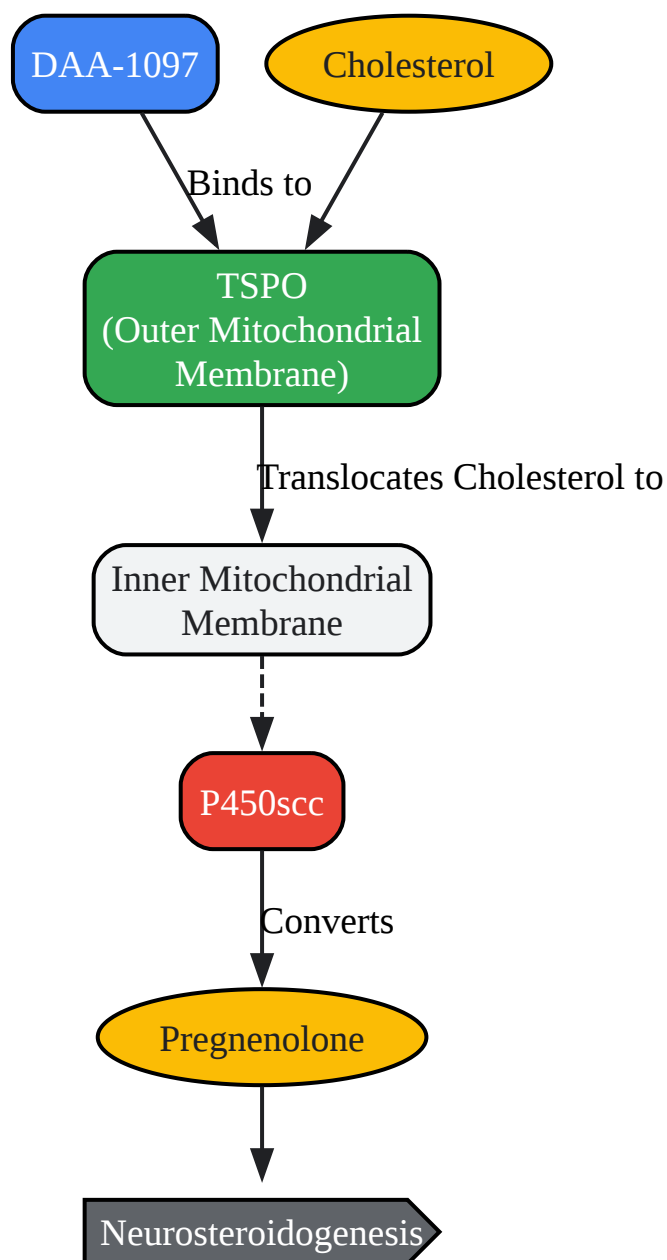 DAA-1097
Cholesterol
Binds to
TSPO
(Outer Mitochondrial
Membrane)
Translocates Cholesterol to
Inner Mitochondrial
Membrane
P450scc
Converts
Pregnenolone
Neurosteroidogenesis